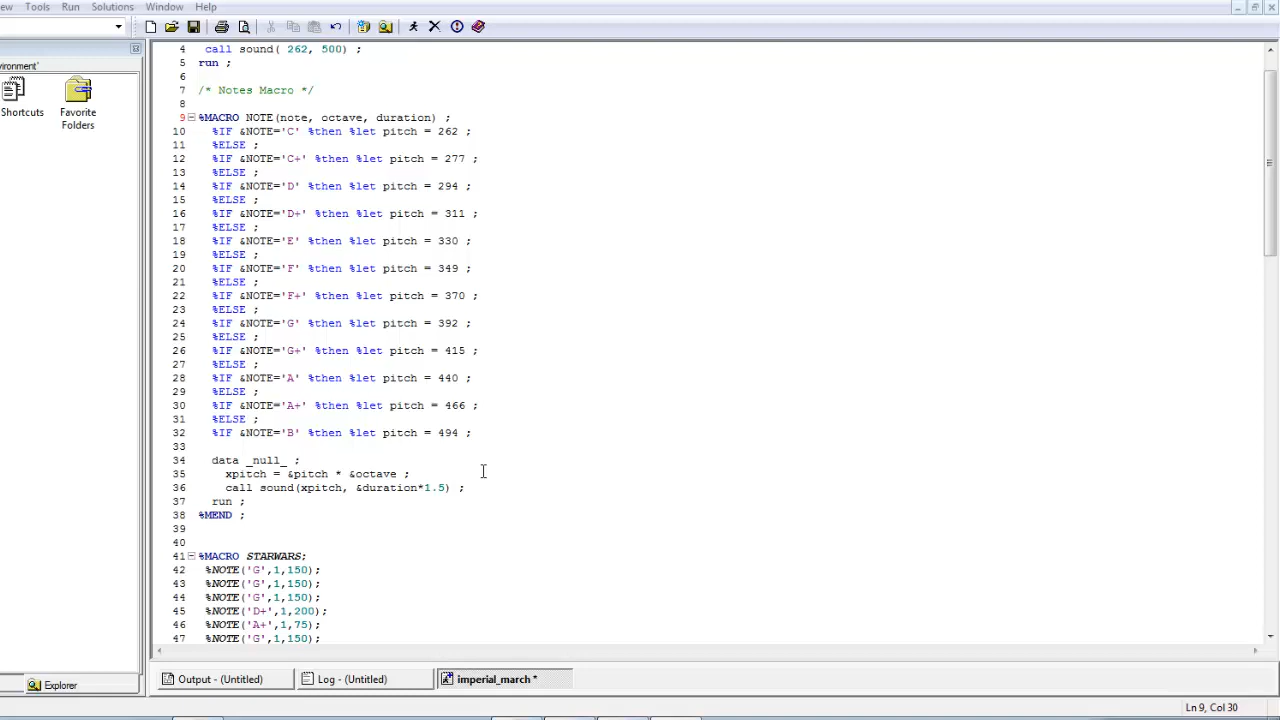 ew Tools Run Solutions Window Help
vironment'
Shortcuts
Favorite
Folders
4 call sound( 262, 500) ;
5 run ;
6
7 /* Notes Macro */
8
9 %MACRO NOTE(note, octave, duration) ;
10 %IF &NOTE='C' %then %let pitch = 262 ;
11 %ELSE ;
12 %IF &NOTE='C+' %then %let pitch = 277 ;
13 %ELSE ;
14 %IF &NOTE='D' %then %let pitch = 294 ;
15 %ELSE ;
16 %IF &NOTE='D+' %then %let pitch = 311 ;
17 %ELSE ;
18 %IF &NOTE='E' %then %let pitch = 330 ;
19 %ELSE ;
20 %IF &NOTE='F' %then %let pitch = 349 ;
21 %ELSE ;
22 %IF &NOTE='F+' %then %let pitch = 370 ;
23 %ELSE ;
24 %IF &NOTE='G' %then %let pitch = 392 ;
25 %ELSE ;
26 %IF &NOTE='G+' %then %let pitch = 415 ;
27 %ELSE ;
28 %IF &NOTE='A' %then %let pitch = 440 ;
29 %ELSE ;
30 %IF &NOTE='A+' %then %let pitch = 466 ;
31 %ELSE ;
32 %IF &NOTE='B' %then %let pitch = 494 ;
33
34 data _null_ ;
35 xpitch = &pitch * &octave ;
36 call sound(xpitch, &duration*1.5) ;
37 run ;
38 %MEND ;
39
40
41 %MACRO STARWARS;
42 %NOTE('G',1,150);
43 %NOTE('G',1,150);
44 %NOTE('G',1,150);
45 %NOTE('D+',1,200);
46 %NOTE('A+',1,75);
47 %NOTE('G',1,150);
Explorer
Output - (Untitled)
Log - (Untitled)
imperial_march *
Ln 9, Col 30